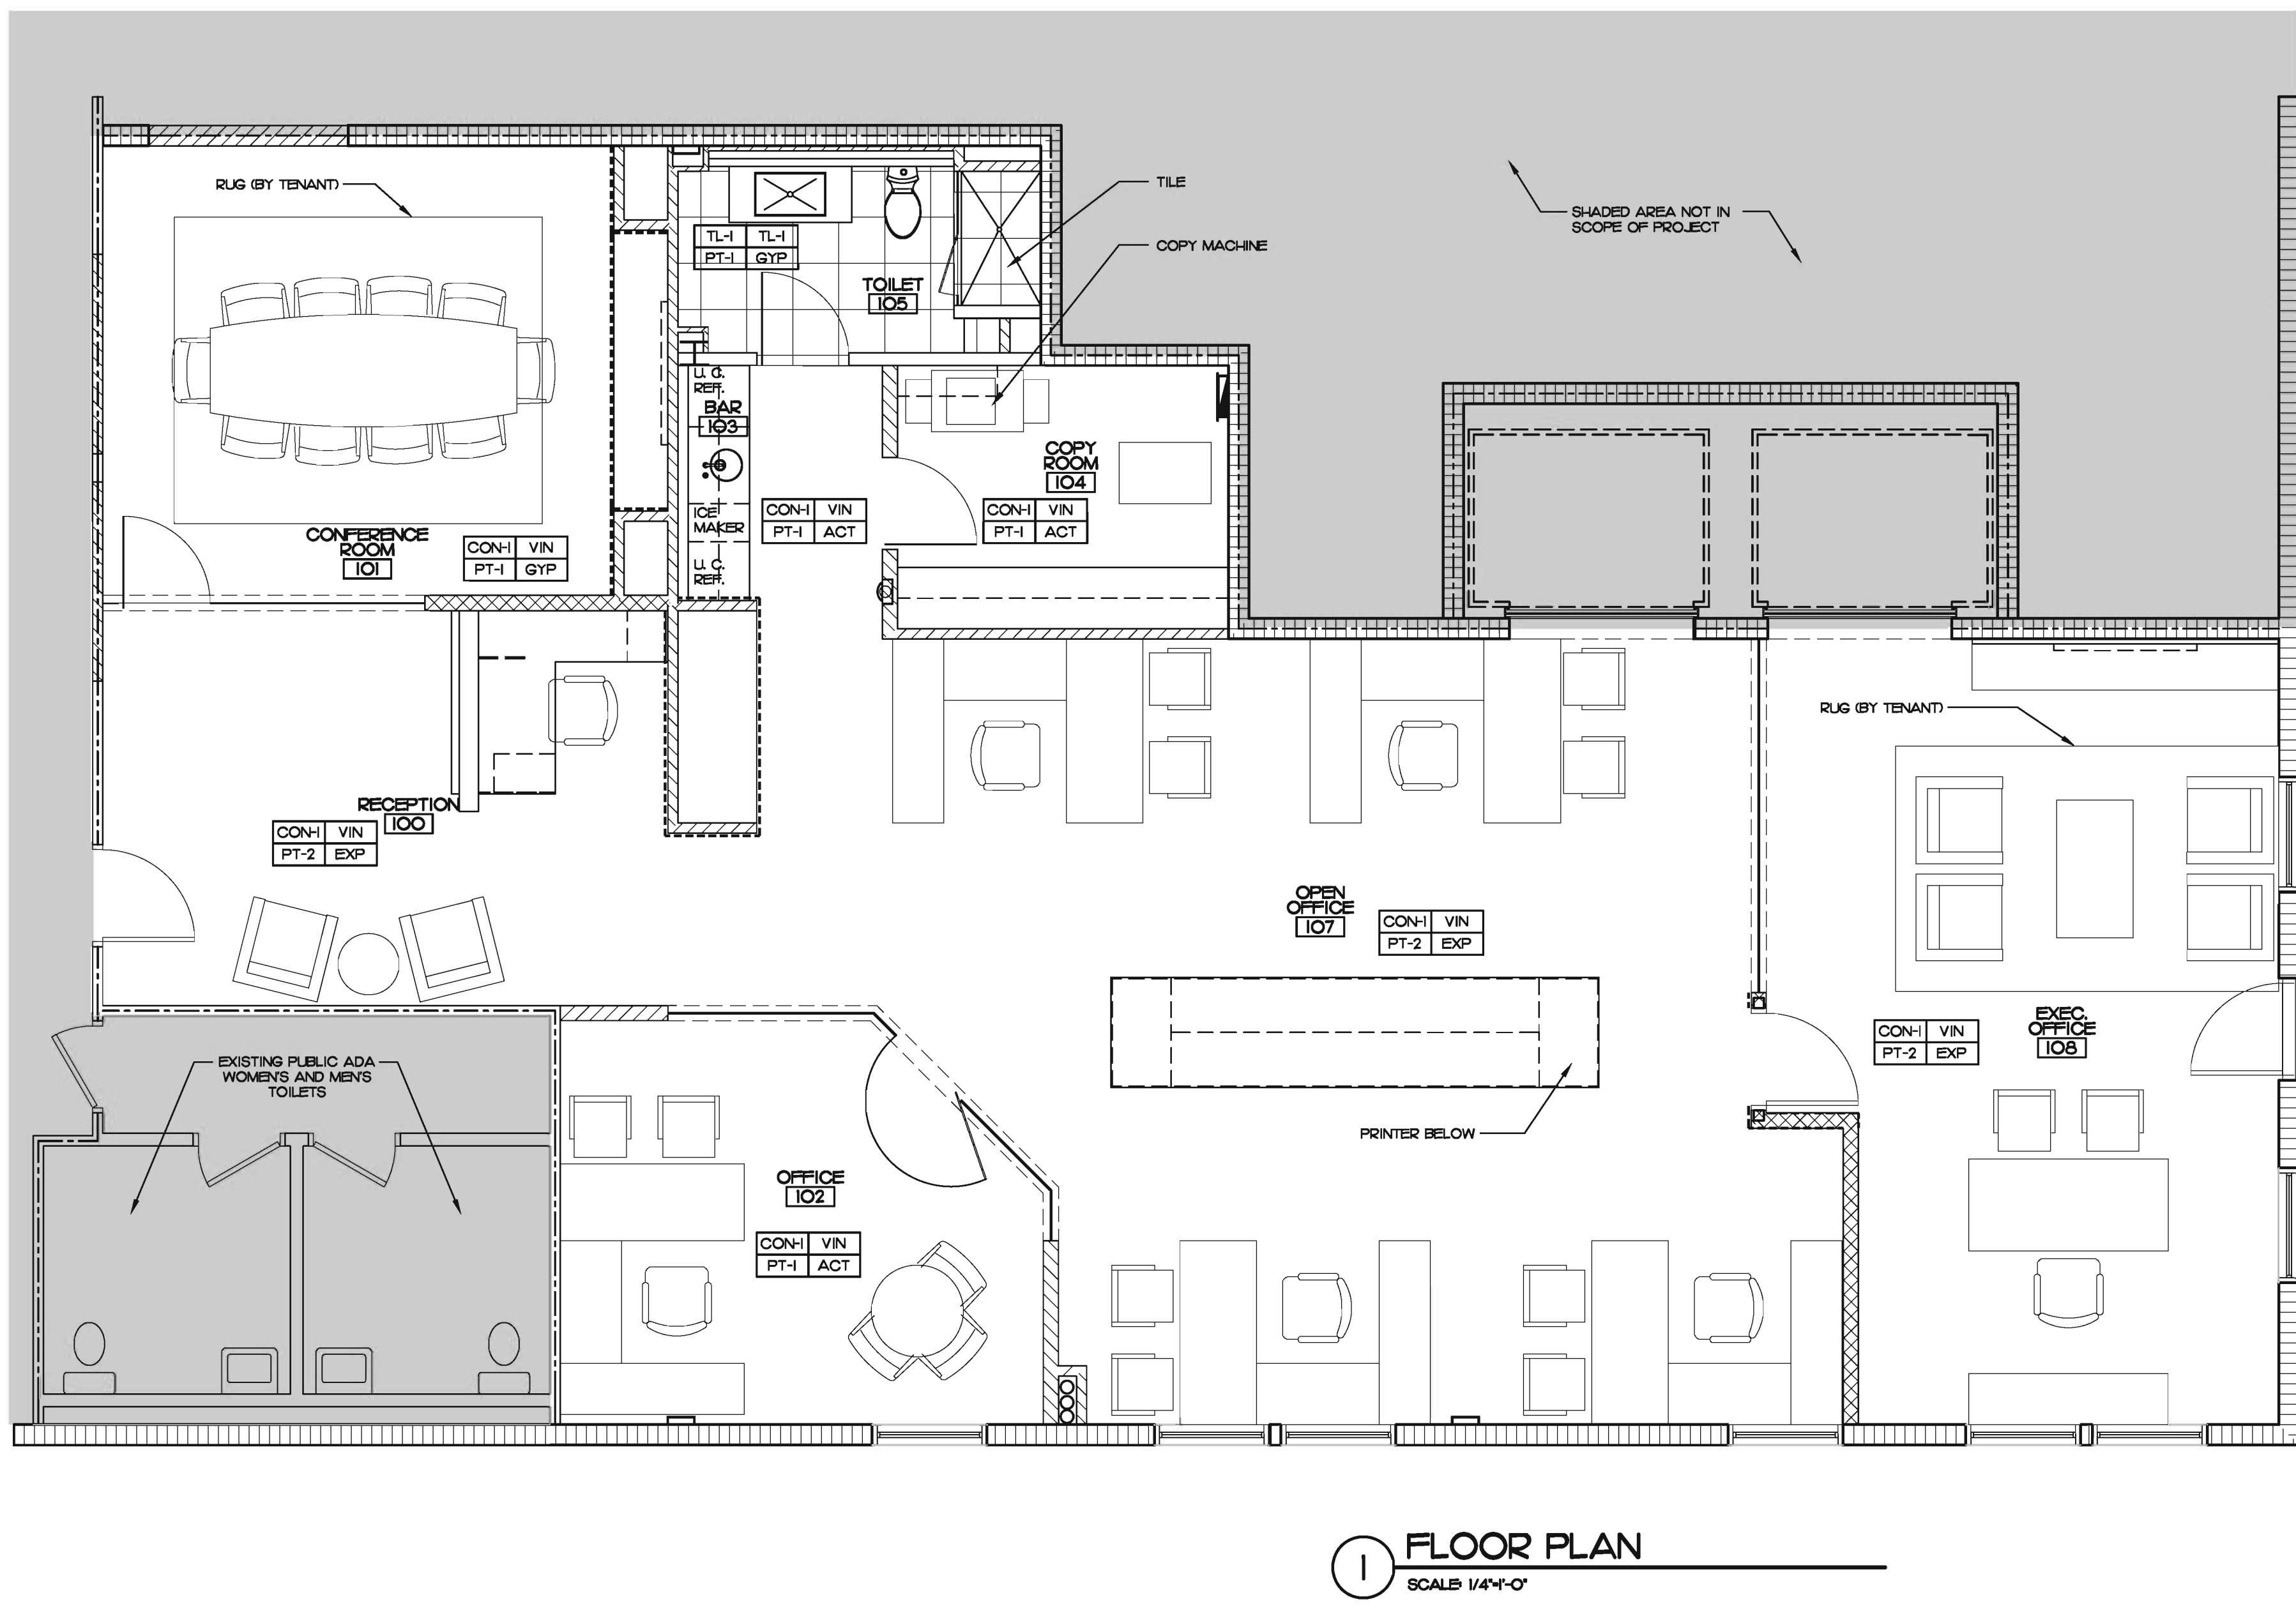 RUG (BY TENANT)
TILE
COPY MACHINE
SHADED AREA NOT IN
SCOPE OF PROJECT
TL-1 TL-1
PT-1 GYP
TOILET
105
U. C.
REF.
BAR
103
ICE
MAKER
U. C.
REF.
CON-1 VIN
PT-1 ACT
COPY
ROOM
104
CON-1 VIN
PT-1 ACT
CONFERENCE
ROOM
101
CON-1 VIN
PT-1 GYP
RUG (BY TENANT)
RECEPTION
100
CON-1 VIN
PT-2 EXP
OPEN
OFFICE
107
CON-1 VIN
PT-2 EXP
EXEC.
OFFICE
108
CON-1 VIN
PT-2 EXP
EXISTING PUBLIC ADA
WOMEN'S AND MEN'S
TOILETS
PRINTER BELOW
OFFICE
102
CON-1 VIN
PT-1 ACT
1
FLOOR PLAN
SCALE: 1/4"=1'-0"